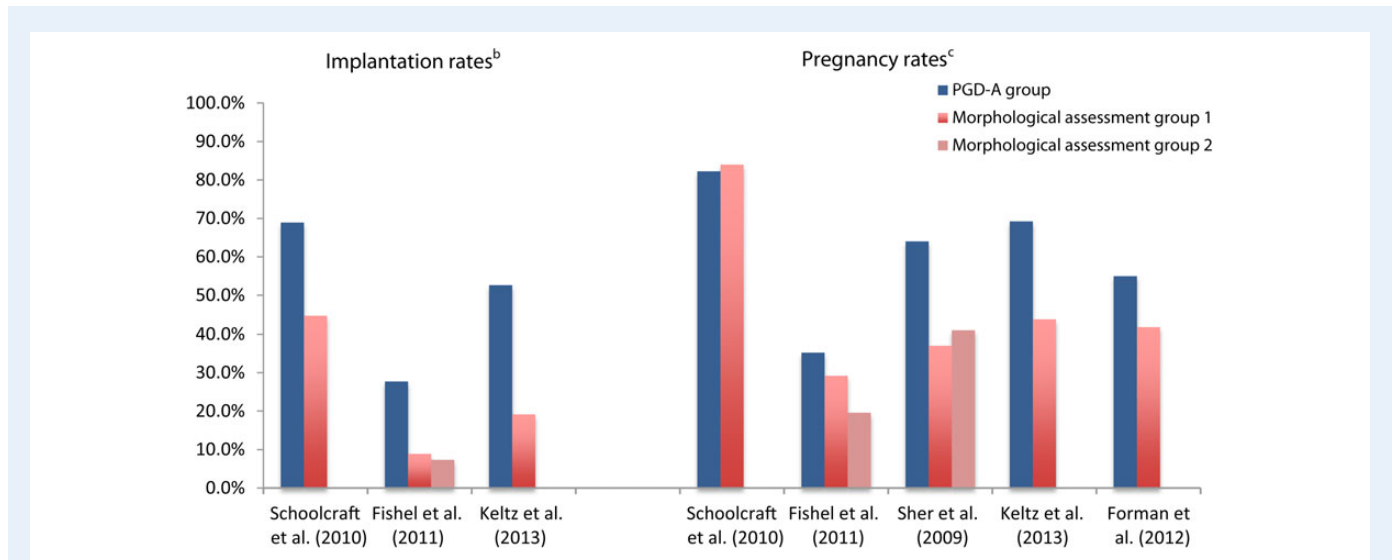 Implantation ratesᵇ
Pregnancy ratesᶜ
PGD-A group
Morphological assessment group 1
Morphological assessment group 2
100.0%
90.0%
80.0%
70.0%
60.0%
50.0%
40.0%
30.0%
20.0%
10.0%
0.0%
Schoolcraft
et al. (2010)
Fishel et al.
(2011)
Keltz et al.
(2013)
Schoolcraft
et al. (2010)
Fishel et al.
(2011)
Sher et al.
(2009)
Keltz et al.
(2013)
Forman et
al. (2012)